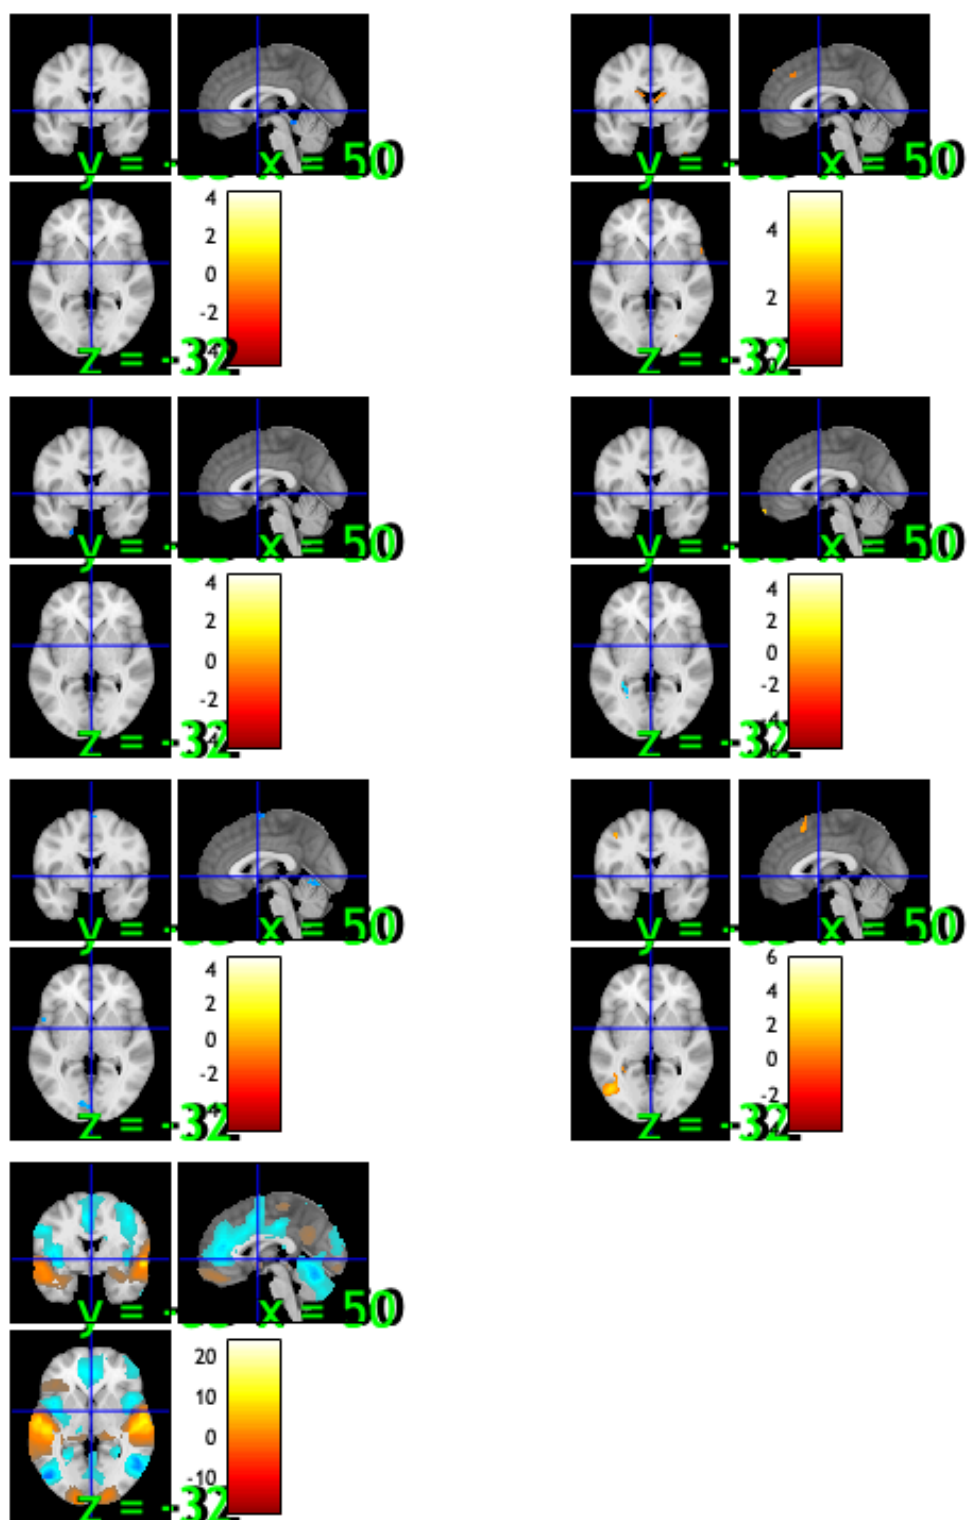 y = - x = 50
4
2
0
-2
z = -32
y = - x = 50
4
2
z = -32
y = - x = 50
4
2
0
-2
z = -32
y = - x = 50
4
2
0
-2
-4
z = -32
y = - x = 50
4
2
0
-2
z = -32
y = - x = 50
6
4
2
0
-2
z = -32
y = - x = 50
20
10
0
-10
z = -32